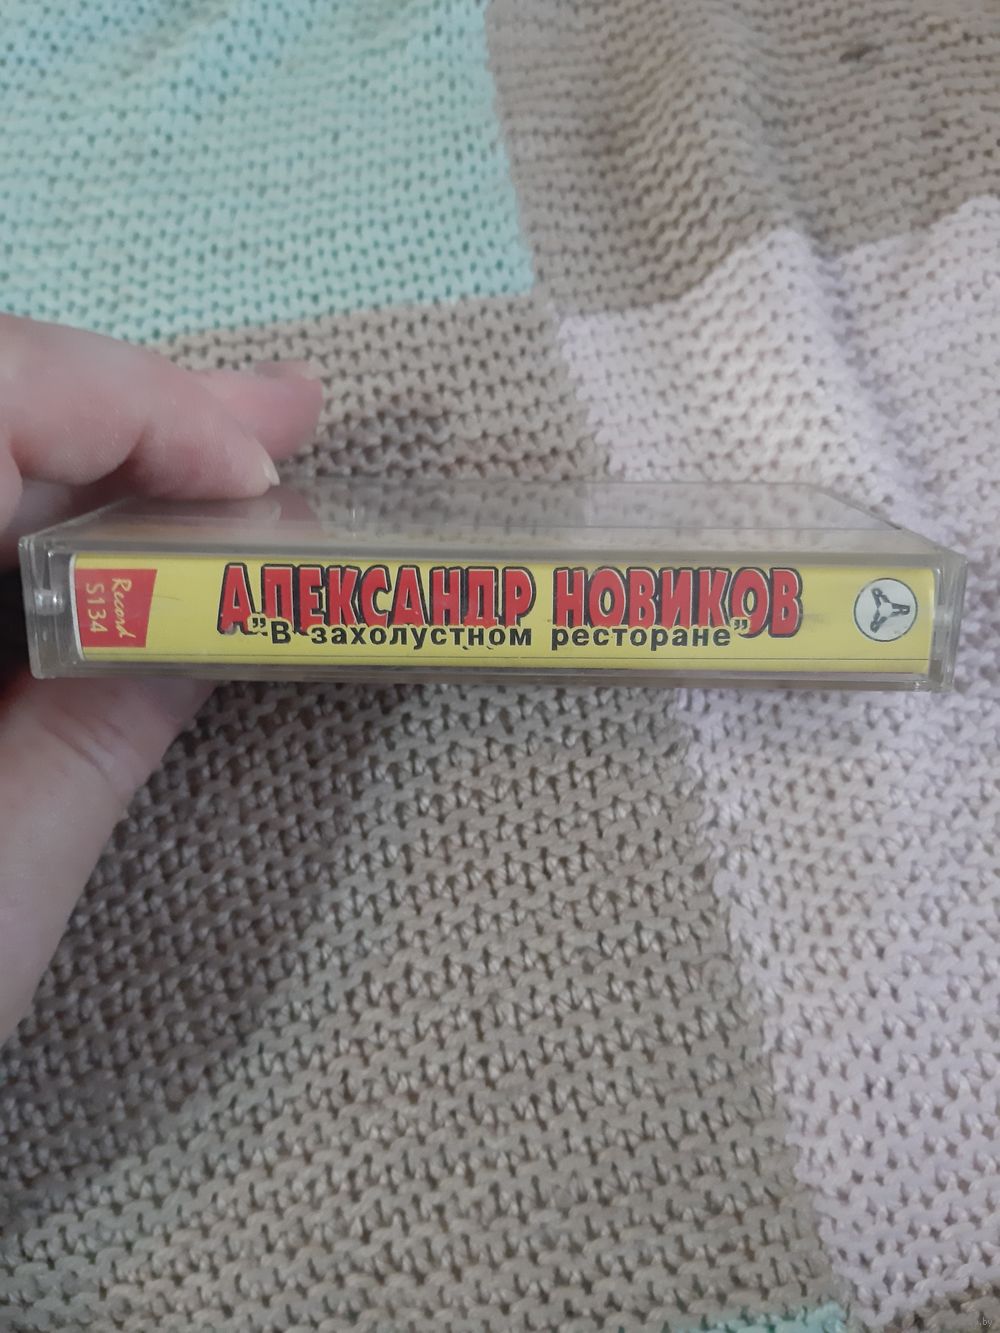 Record
S134
АЛЕКСАНДР НОВИКОВ
"В захолустном ресторане"